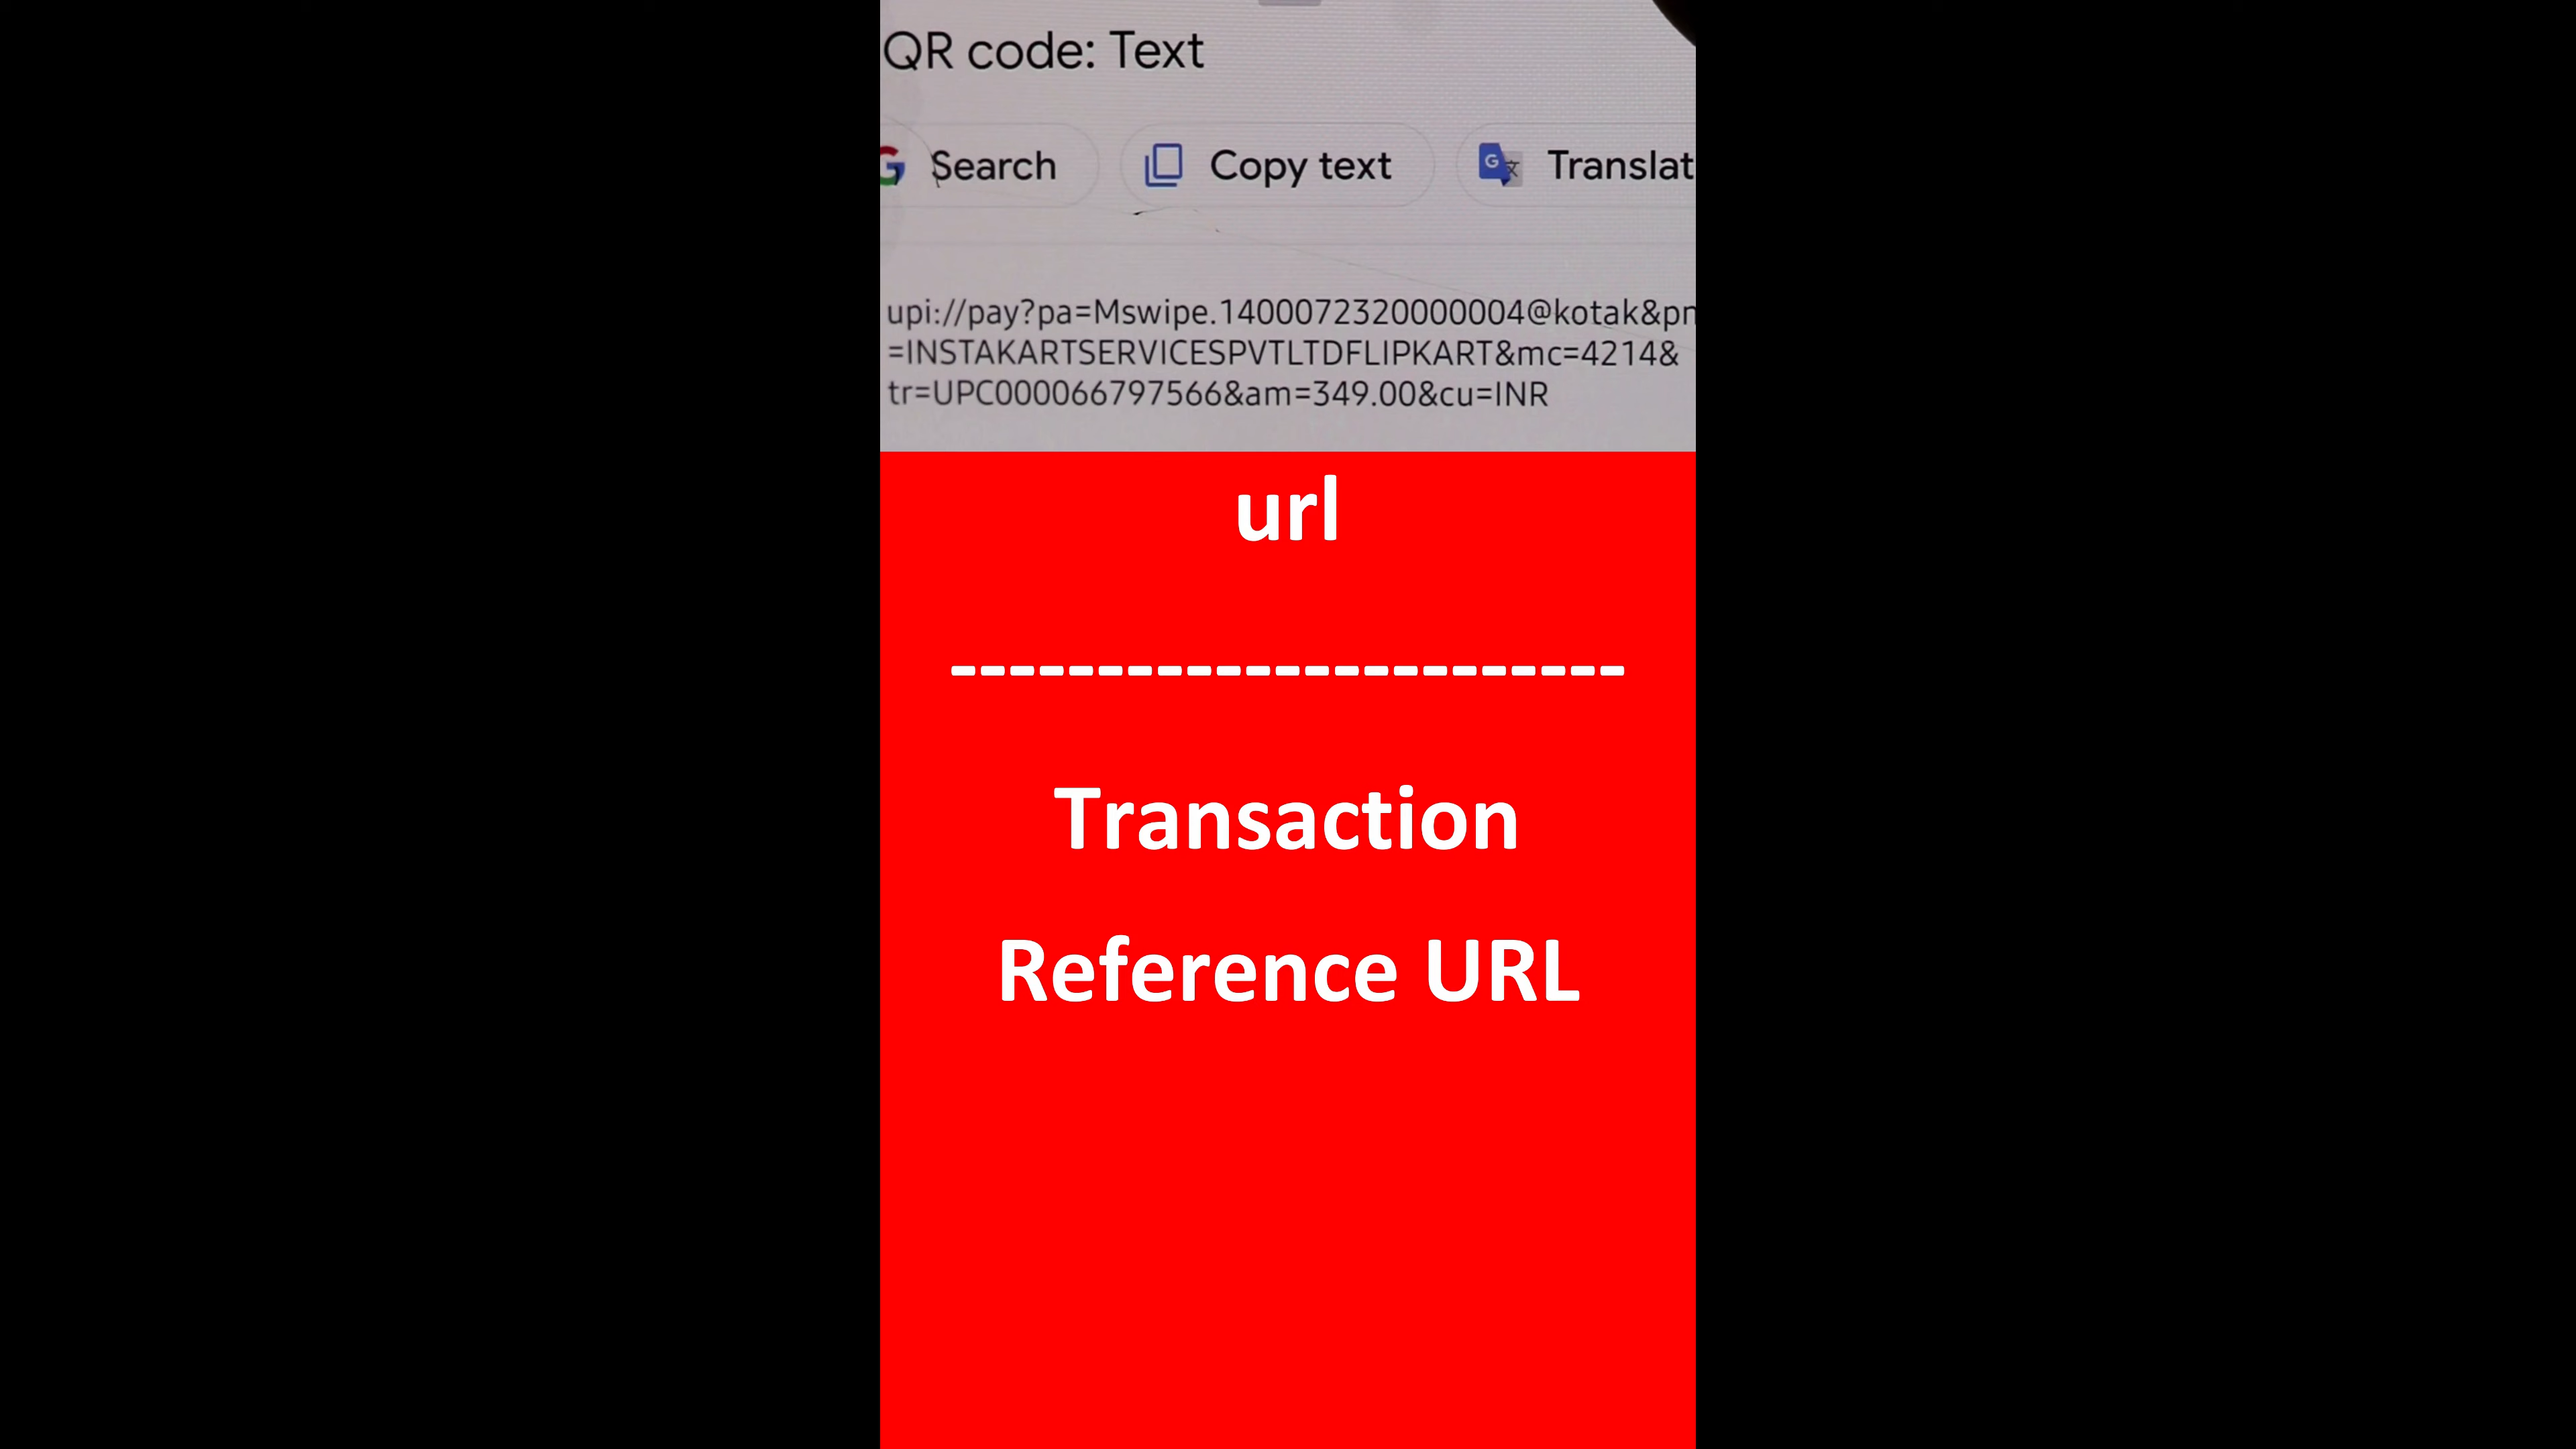 QR code: Text
Search Copy text Translat
upi://pay?pa=Mswipe.1400072320000004@kotak&pn
=INSTAKARTSERVICESPVTLTDFLIPKART&mc=4214&
tr=UPC000066797566&am=349.00&cu=INR
url
-----------------------
Transaction
Reference URL